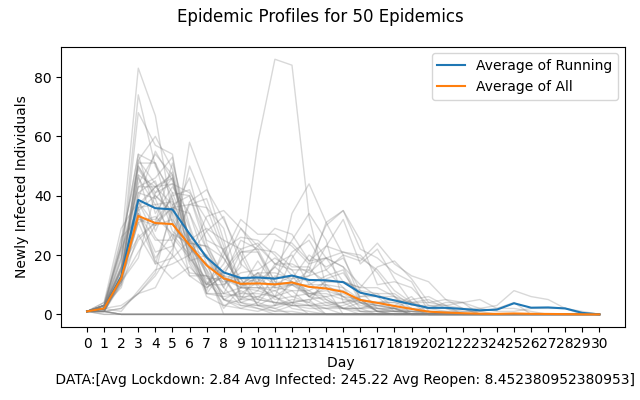 Epidemic Profiles for 50 Epidemics
Average of Running
Average of All
80
60
40
20
0
Newly Infected Individuals
0 1 2 3 4 5 6 7 8 9 10 11 12 13 14 15 16 17 18 19 20 21 22 23 24 25 26 27 28 29 30
Day
DATA:[Avg Lockdown: 2.84 Avg Infected: 245.22 Avg Reopen: 8.452380952380953]